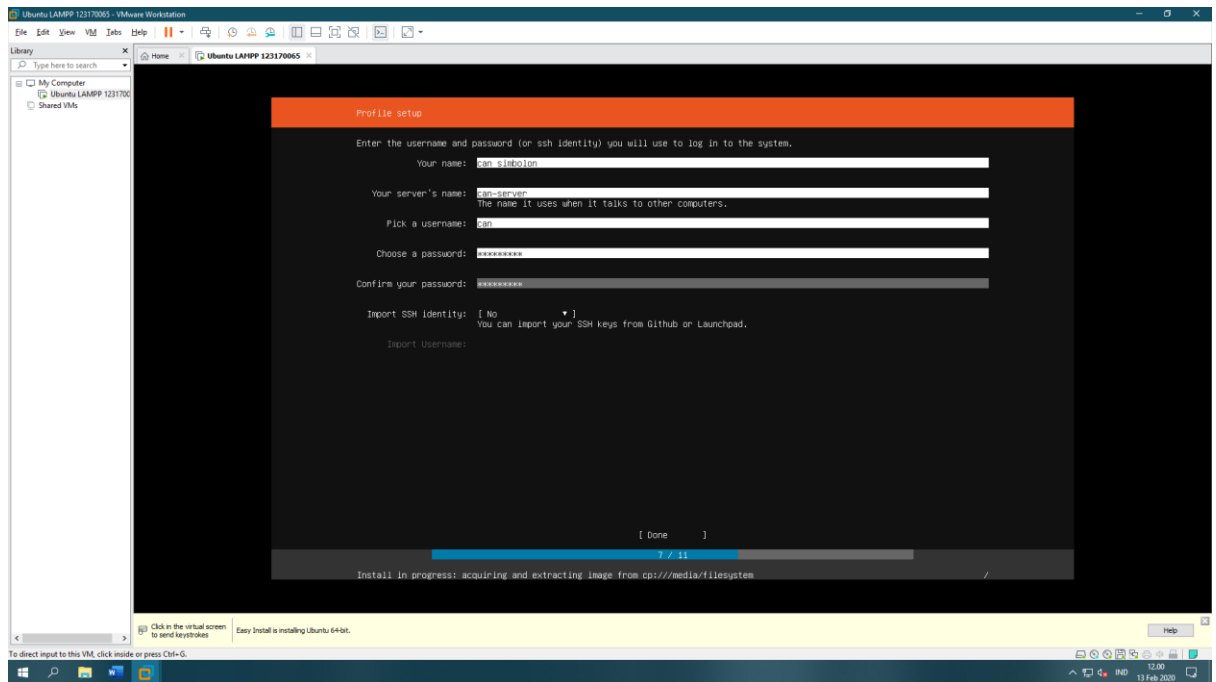 Ubuntu LAMPP 123170065 - VMware Workstation
File Edit View VM Tabs Help
Library
Home
Ubuntu LAMPP 123170065
Type here to search
My Computer
Ubuntu LAMPP 1231700
Shared VMs
Profile setup
Enter the username and password (or ssh identity) you will use to log in to the system.
Your name: can simbolon
Your server's name: can-server
The name it uses when it talks to other computers.
Pick a username: can
Choose a password: *********
Confirm your password: *********
Import SSH identity: [ No ▼ ]
You can import your SSH keys from Github or Launchpad.
Import Username:
[ Done ]
7 / 11
Install in progress: acquiring and extracting image from cp:///media/filesystem /
Click in the virtual screen
to send keystrokes
Easy Install is installing Ubuntu 64-bit.
Help
To direct input to this VM, click inside or press Ctrl+G.
IND
12.00
13 Feb 2020